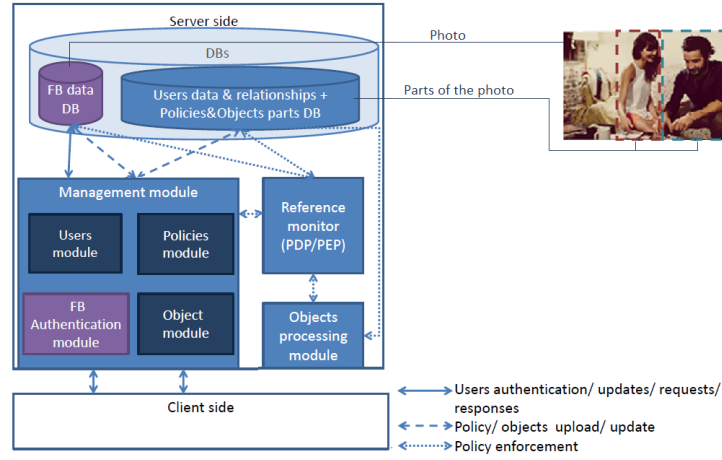 Server side
DBs
Photo
FB data
DB
Users data & relationships +
Policies&Objects parts DB
Parts of the photo
Management module
Users
module
Policies
module
FB
Authentication
module
Object
module
Reference
monitor
(PDP/PEP)
Objects
processing
module
Client side
Users authentication/ updates/ requests/
responses
Policy/ objects upload/ update
Policy enforcement